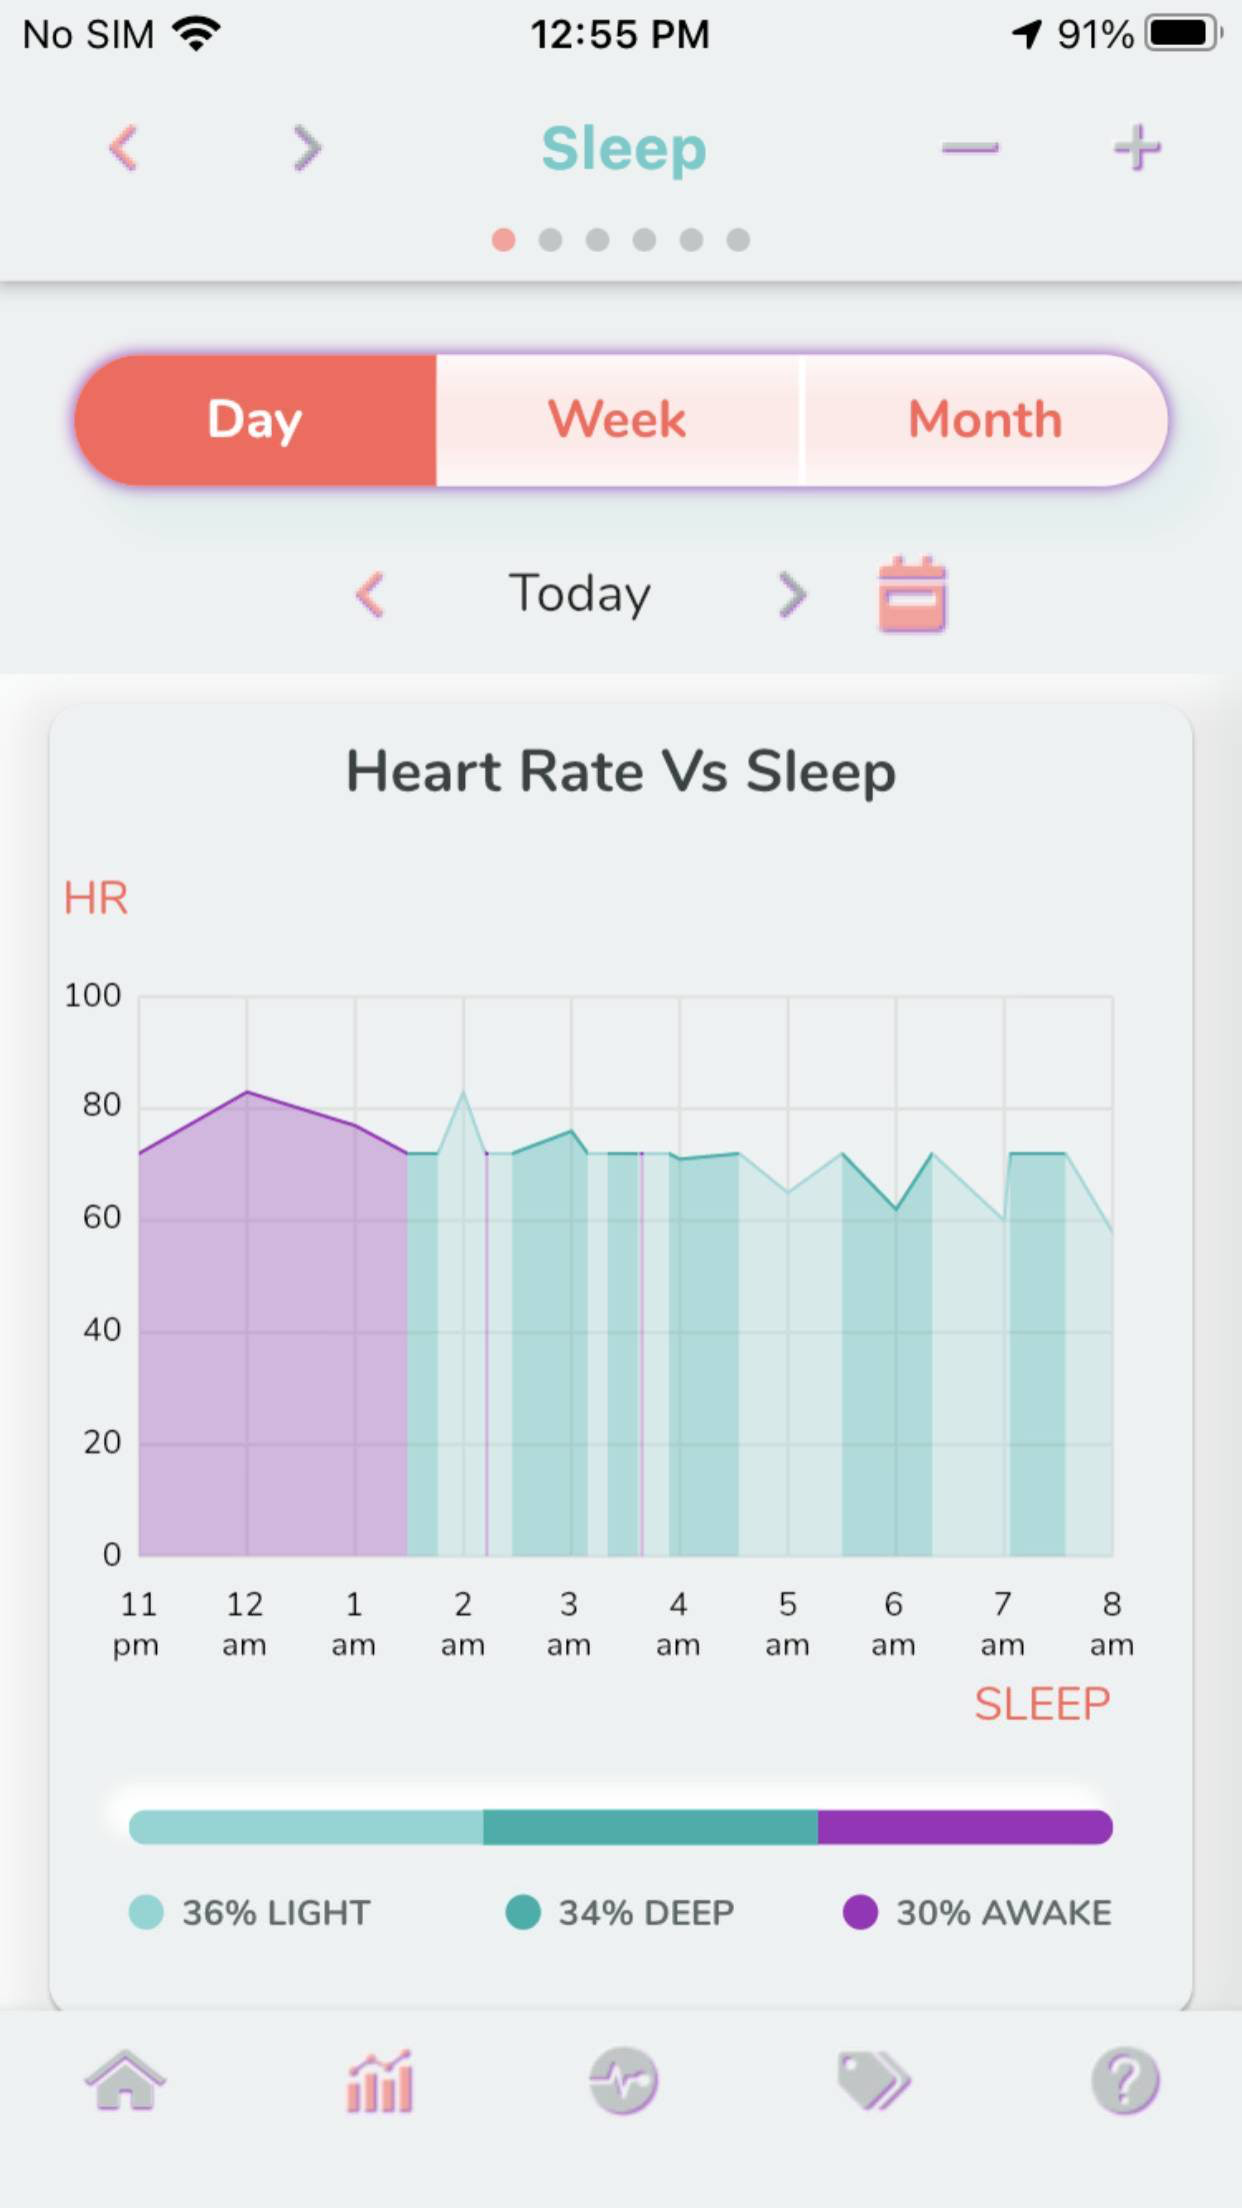 No SIM 12:55 PM 91%
Sleep
Day Week Month
Today
Heart Rate Vs Sleep
HR
100
80
60
40
20
0
11 12 1 2 3 4 5 6 7 8
pm am am am am am am am am am
SLEEP
36% LIGHT 34% DEEP 30% AWAKE
?